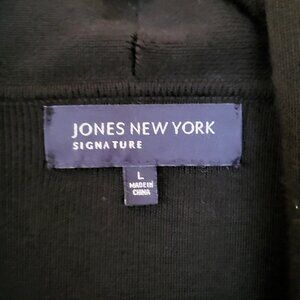 JONES NEW YORK
SIGNATURE
L
MADE IN
CHINA